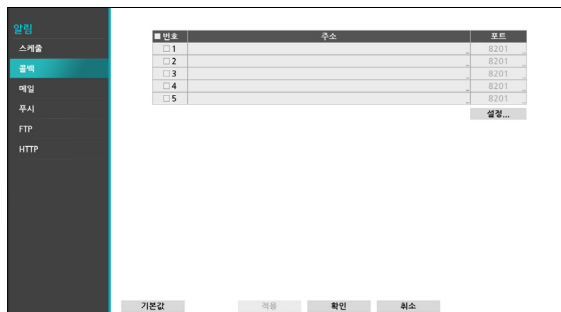 알림
스케줄
콜백
메일
푸시
FTP
HTTP
번호 주소 포트
1 8201
2 8201
3 8201
4 8201
5 8201
설정...
기본값 적용 확인 취소